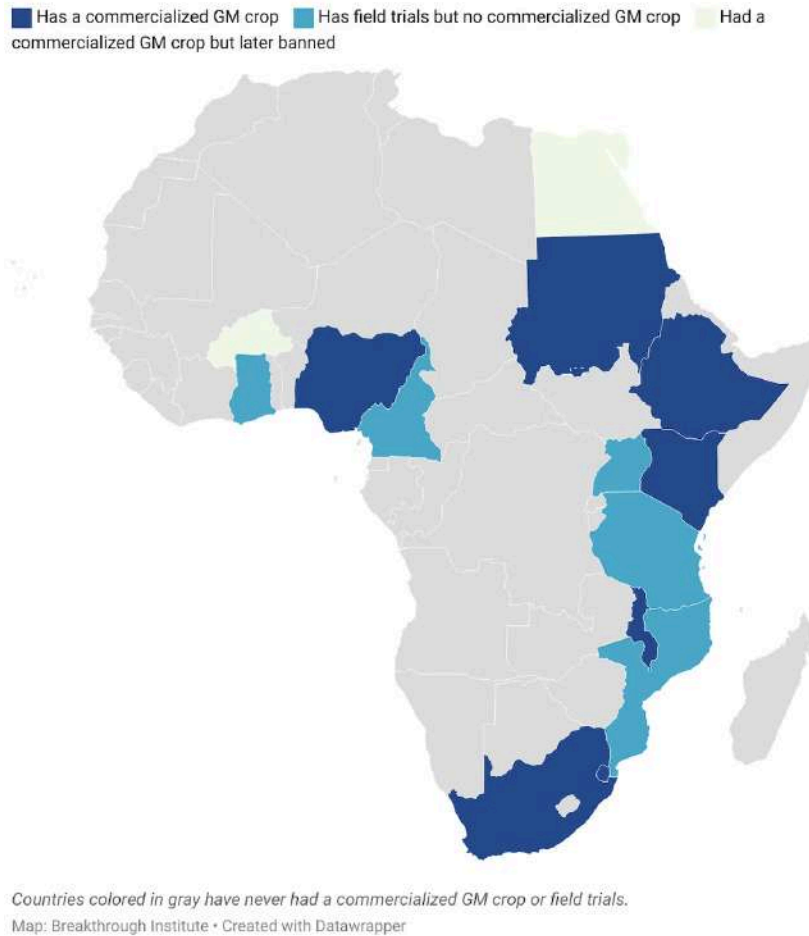 Has a commercialized GM crop Has field trials but no commercialized GM crop Had a
commercialized GM crop but later banned
Countries colored in gray have never had a commercialized GM crop or field trials.
Map: Breakthrough Institute • Created with Datawrapper